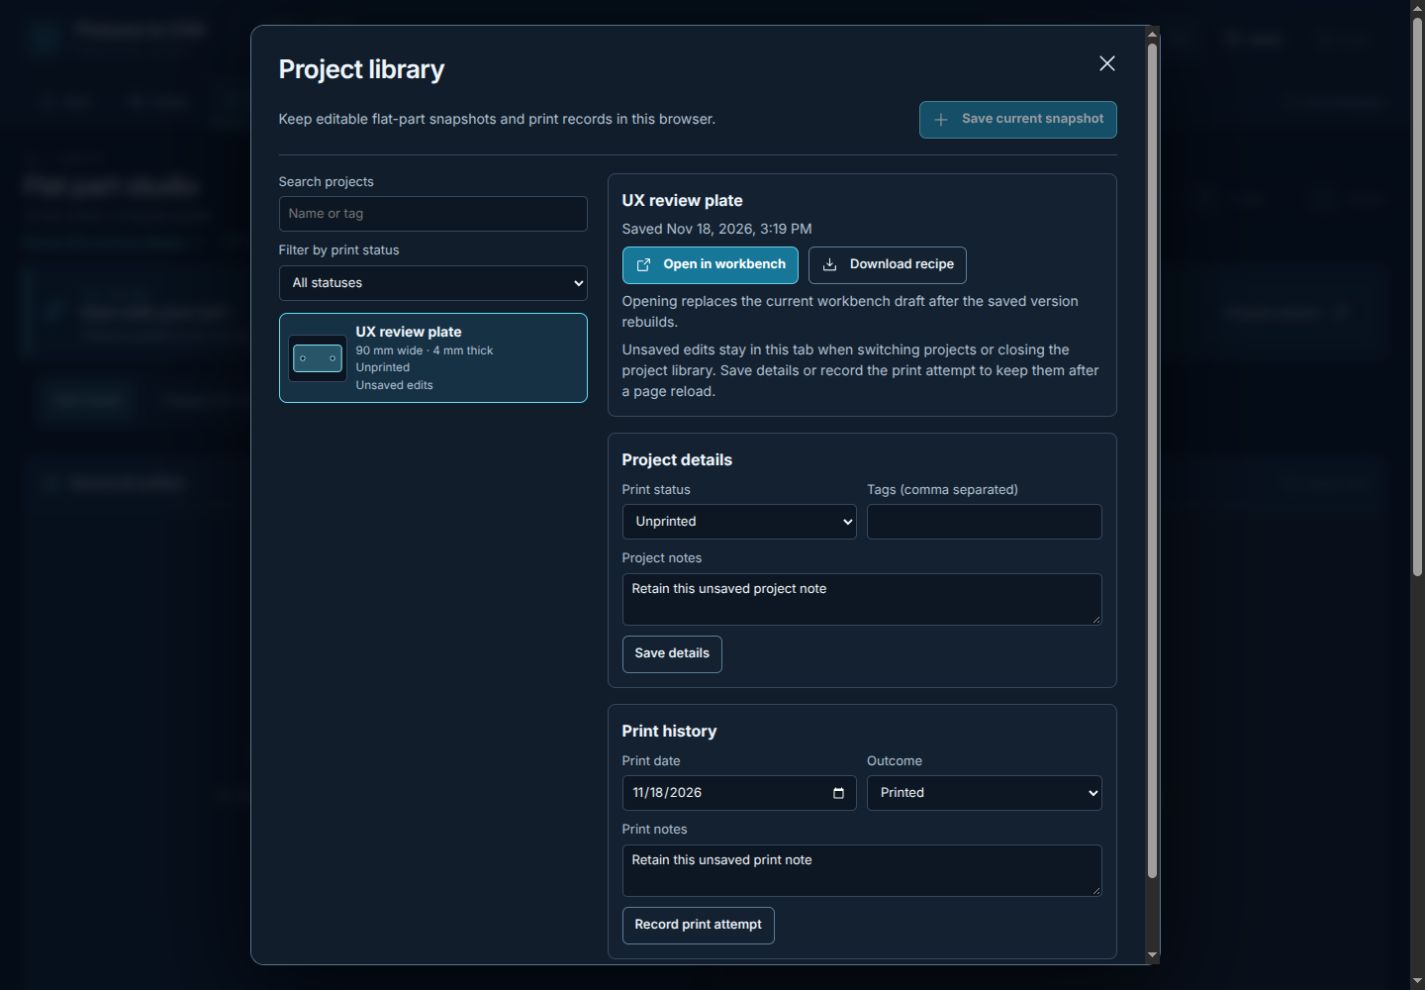 Project library
Keep editable flat-part snapshots and print records in this browser.
Save current snapshot
Search projects
Name or tag
Filter by print status
All statuses
UX review plate
90 mm wide · 4 mm thick
Unprinted
Unsaved edits
UX review plate
Saved Nov 18, 2026, 3:19 PM
Open in workbench
Download recipe
Opening replaces the current workbench draft after the saved version
rebuilds.
Unsaved edits stay in this tab when switching projects or closing the
project library. Save details or record the print attempt to keep them after
a page reload.
Project details
Print status
Tags (comma separated)
Unprinted
Project notes
Retain this unsaved project note
Save details
Print history
Print date
Outcome
11/18/2026
Printed
Print notes
Retain this unsaved print note
Record print attempt